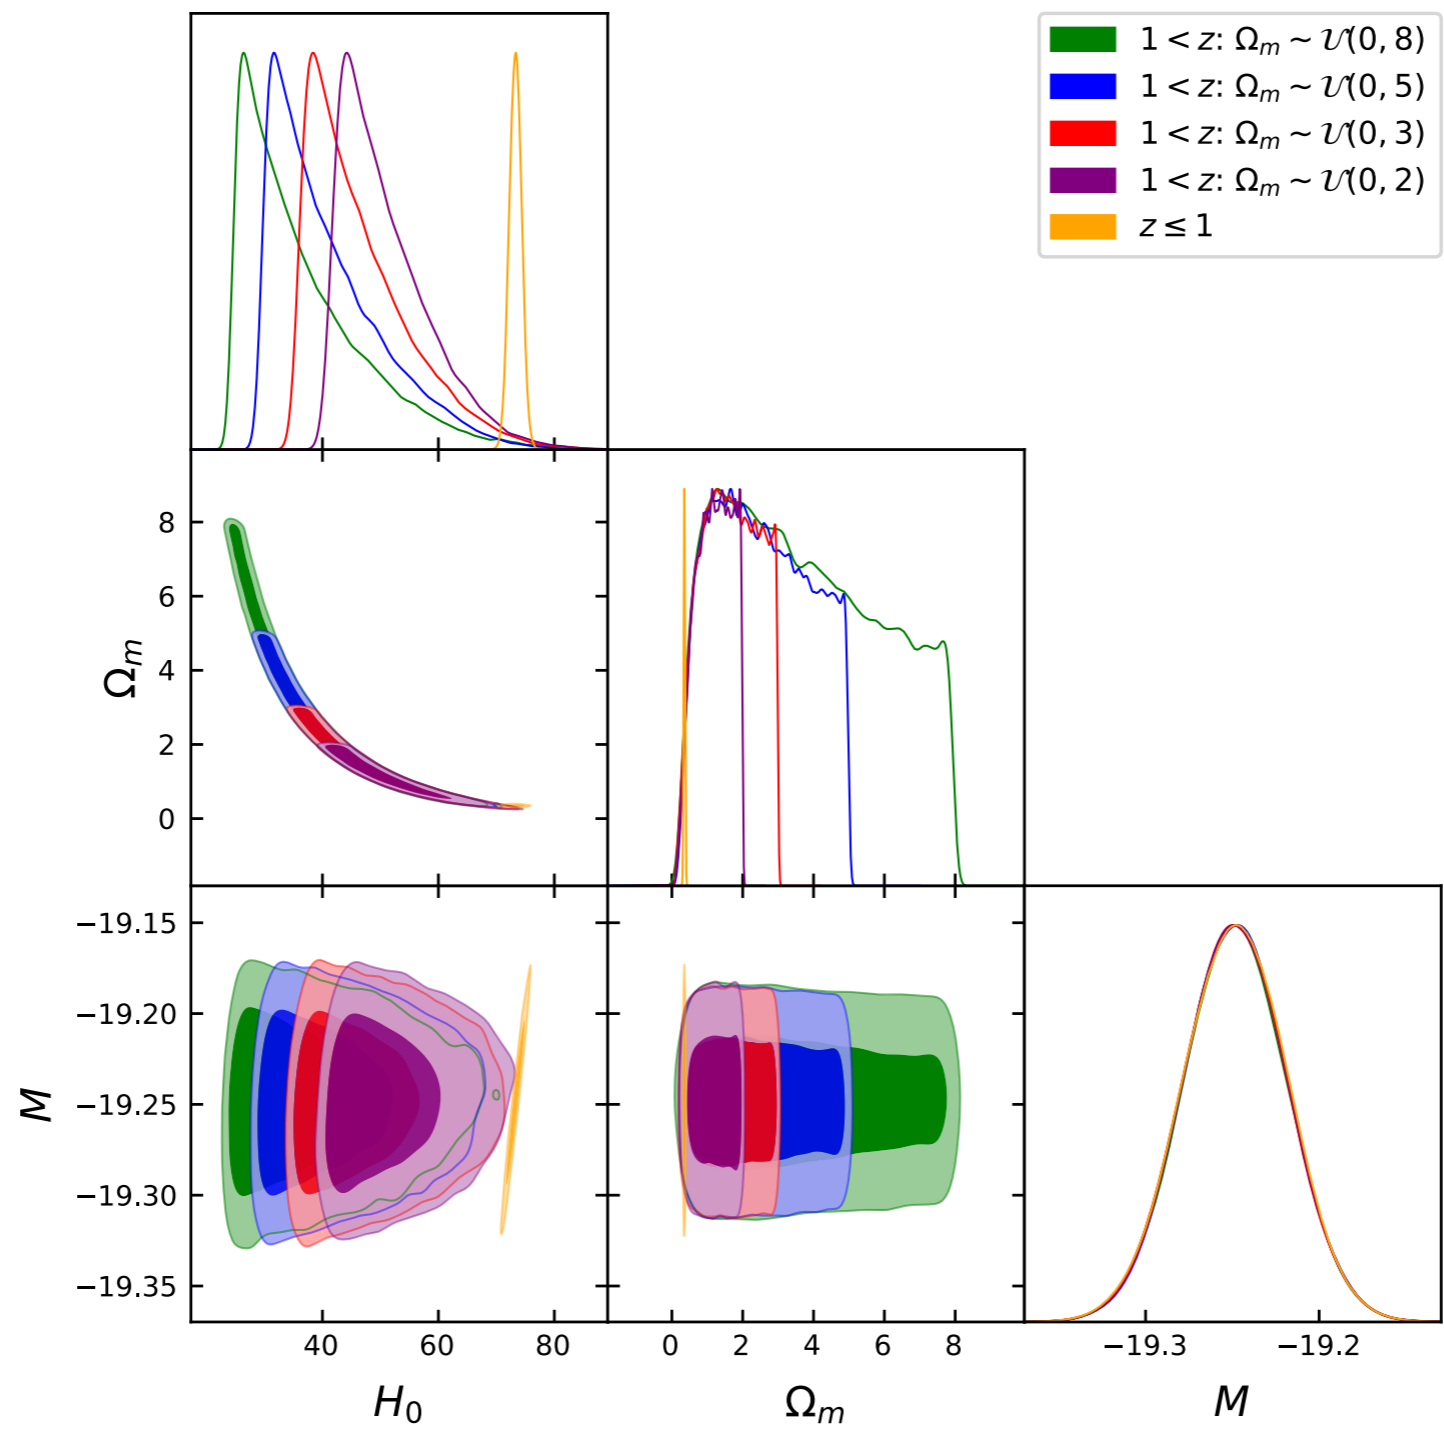 1 < z: Ωₘ ~ 𝒰(0, 8)
1 < z: Ωₘ ~ 𝒰(0, 5)
1 < z: Ωₘ ~ 𝒰(0, 3)
1 < z: Ωₘ ~ 𝒰(0, 2)
z ≤ 1
8
6
4
2
0
Ωₘ
−19.15
−19.20
−19.25
−19.30
−19.35
M
40 60 80
0 2 4 6 8
−19.3 −19.2
H₀
Ωₘ
M